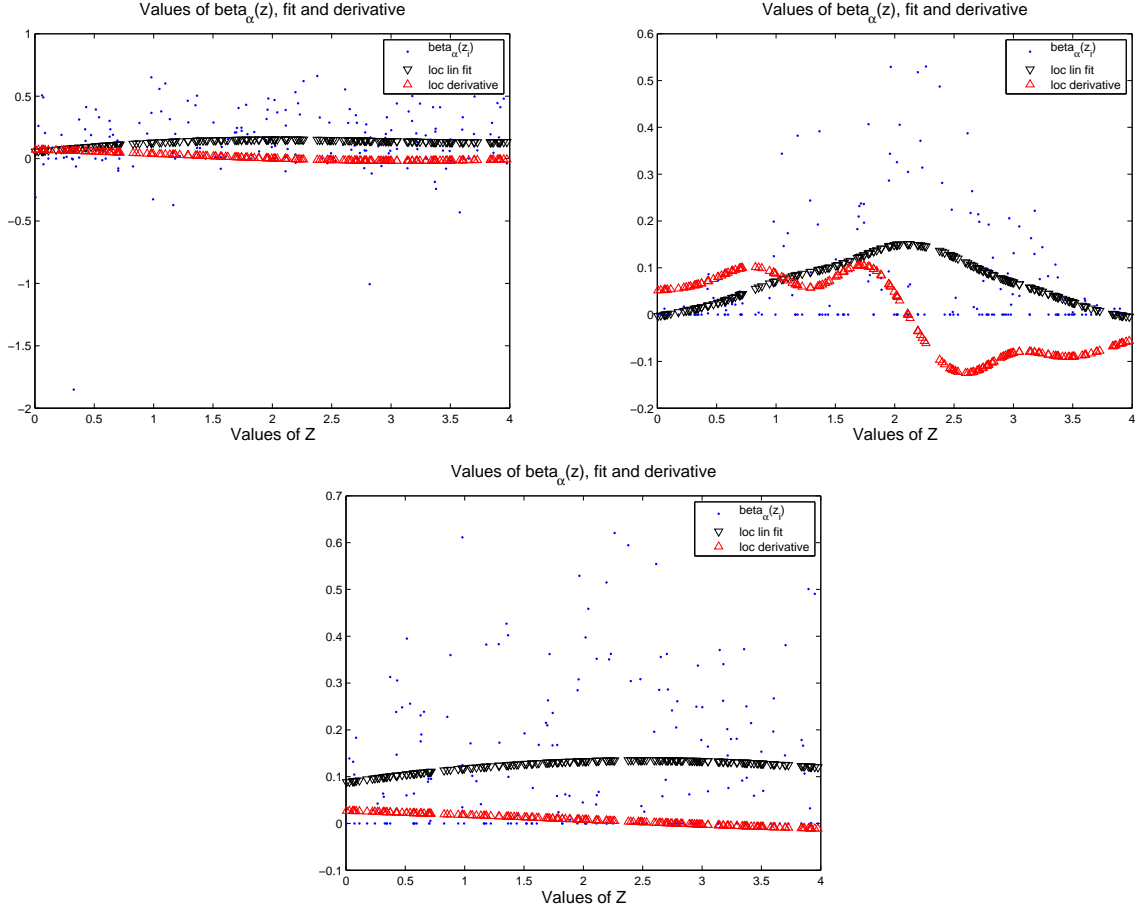 Values of beta_α(z), fit and derivative
1
0.5
0
−0.5
−1
−1.5
−2
0 0.5 1 1.5 2 2.5 3 3.5 4
Values of Z
beta_α(z_i)
loc lin fit
loc derivative
Values of beta_α(z), fit and derivative
0.6
0.5
0.4
0.3
0.2
0.1
0
−0.1
−0.2
0 0.5 1 1.5 2 2.5 3 3.5 4
Values of Z
beta_α(z_i)
loc lin fit
loc derivative
Values of beta_α(z), fit and derivative
0.7
0.6
0.5
0.4
0.3
0.2
0.1
0
−0.1
0 0.5 1 1.5 2 2.5 3 3.5 4
Values of Z
beta_α(z_i)
loc lin fit
loc derivative